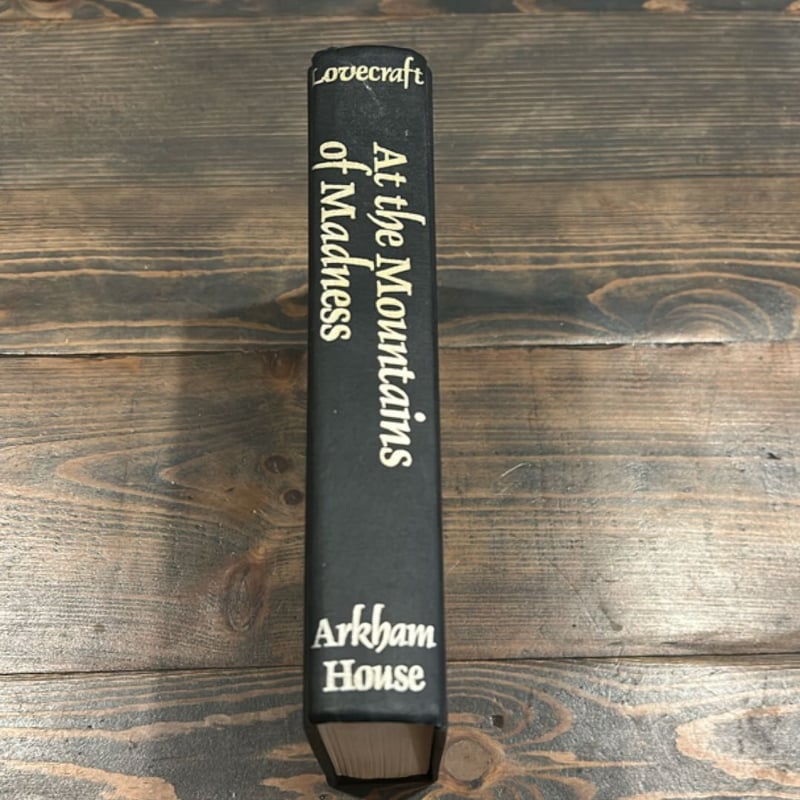 Lovecraft
At the Mountains
of Madness
Arkham
House